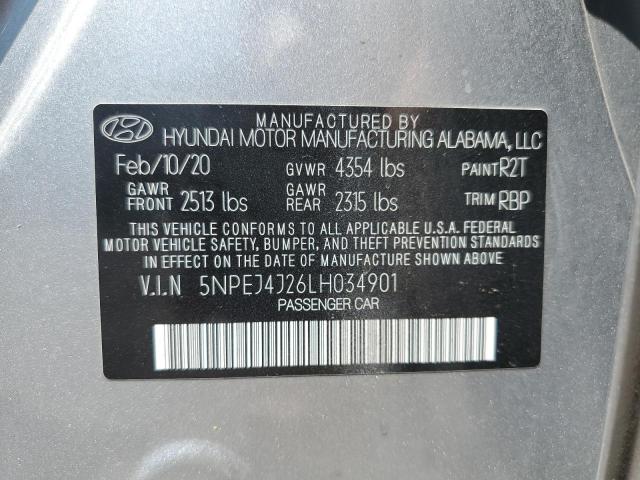 MANUFACTURED BY
HYUNDAI MOTOR MANUFACTURING ALABAMA, LLC
Feb/10/20 GVWR 4354 lbs PAINT R2T
GAWR FRONT 2513 lbs GAWR REAR 2315 lbs TRIM RBP
THIS VEHICLE CONFORMS TO ALL APPLICABLE U.S.A. FEDERAL
MOTOR VEHICLE SAFETY, BUMPER, AND THEFT PREVENTION STANDARDS
IN EFFECT ON THE DATE OF MANUFACTURE SHOWN ABOVE.
V.I.N 5NPEJ4J26LH034901
PASSENGER CAR